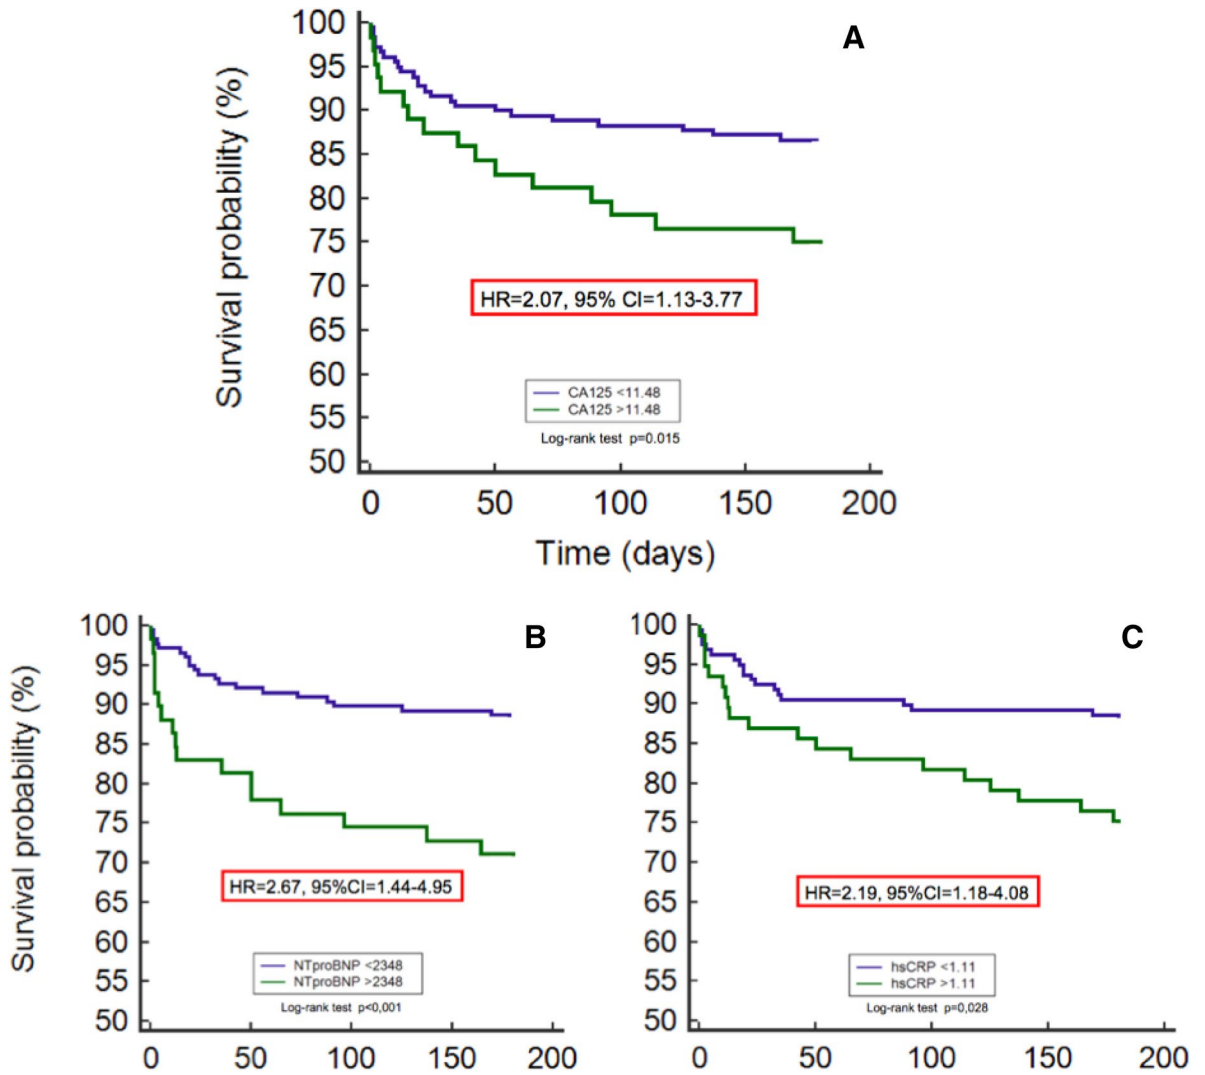 A
Survival probability (%)
100
95
90
85
80
75
70
65
60
55
50
HR=2.07, 95% CI=1.13-3.77
CA125 <11.48
CA125 >11.48
Log-rank test p=0.015
0 50 100 150 200
Time (days)
B
Survival probability (%)
100
95
90
85
80
75
70
65
60
55
50
HR=2.67, 95%CI=1.44-4.95
NTproBNP <2348
NTproBNP >2348
Log-rank test p<0,001
0 50 100 150 200
C
100
95
90
85
80
75
70
65
60
55
50
HR=2.19, 95%CI=1.18-4.08
hsCRP <1.11
hsCRP >1.11
Log-rank test p=0,028
0 50 100 150 200